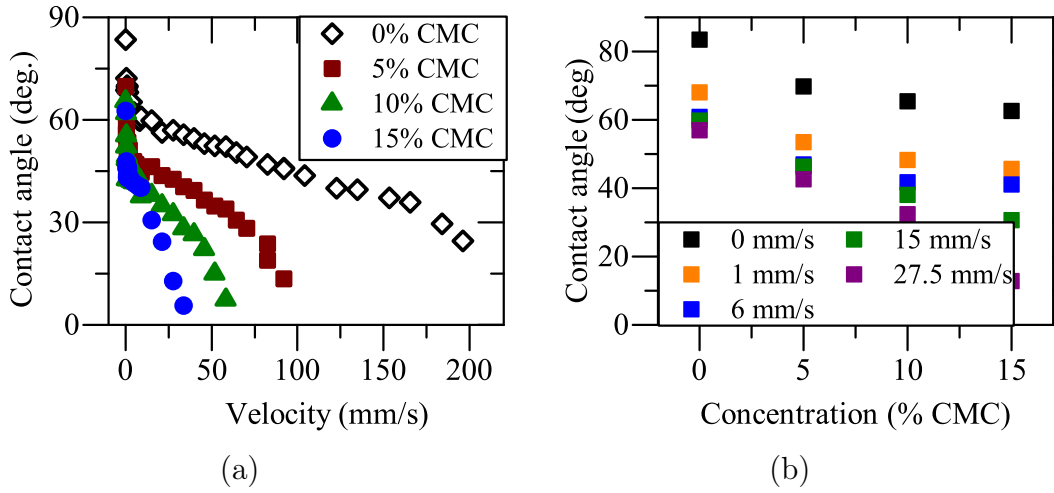 90
60
30
0
Contact angle (deg.)
0% CMC
5% CMC
10% CMC
15% CMC
0 50 100 150 200
Velocity (mm/s)
(a)
80
60
40
20
0
Contact angle (deg)
0 mm/s 15 mm/s
1 mm/s 27.5 mm/s
6 mm/s
0 5 10 15
Concentration (% CMC)
(b)